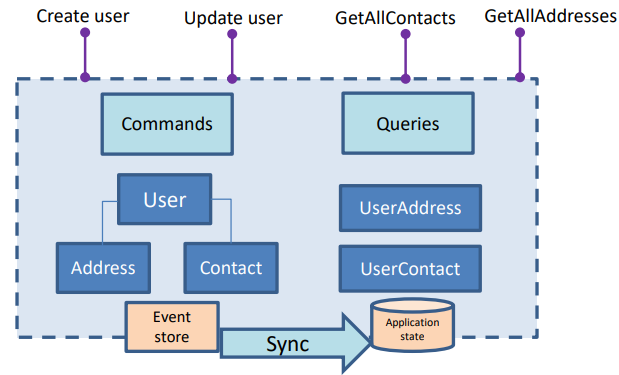 Create user
Update user
GetAllContacts
GetAllAddresses
Commands
Queries
User
UserAddress
Address
Contact
UserContact
Event
store
Sync
Application
state